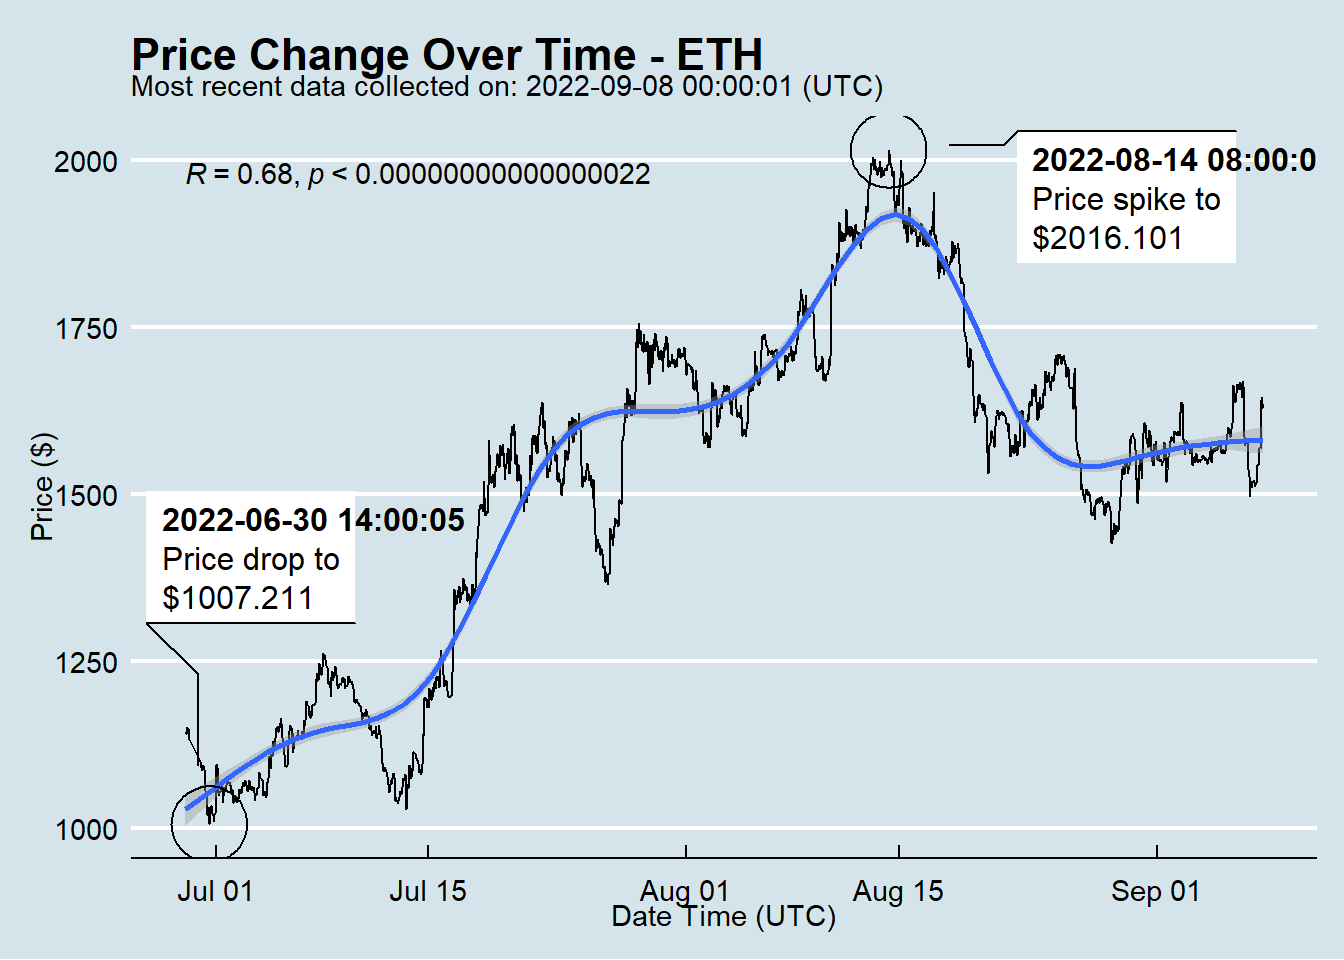 Price Change Over Time - ETH
Most recent data collected on: 2022-09-08 00:00:01 (UTC)
R = 0.68, p < 0.00000000000000022
2022-08-14 08:00:0
Price spike to
$2016.101
2022-06-30 14:00:05
Price drop to
$1007.211
Price ($)
2000
1750
1500
1250
1000
Jul 01
Jul 15
Aug 01
Aug 15
Sep 01
Date Time (UTC)